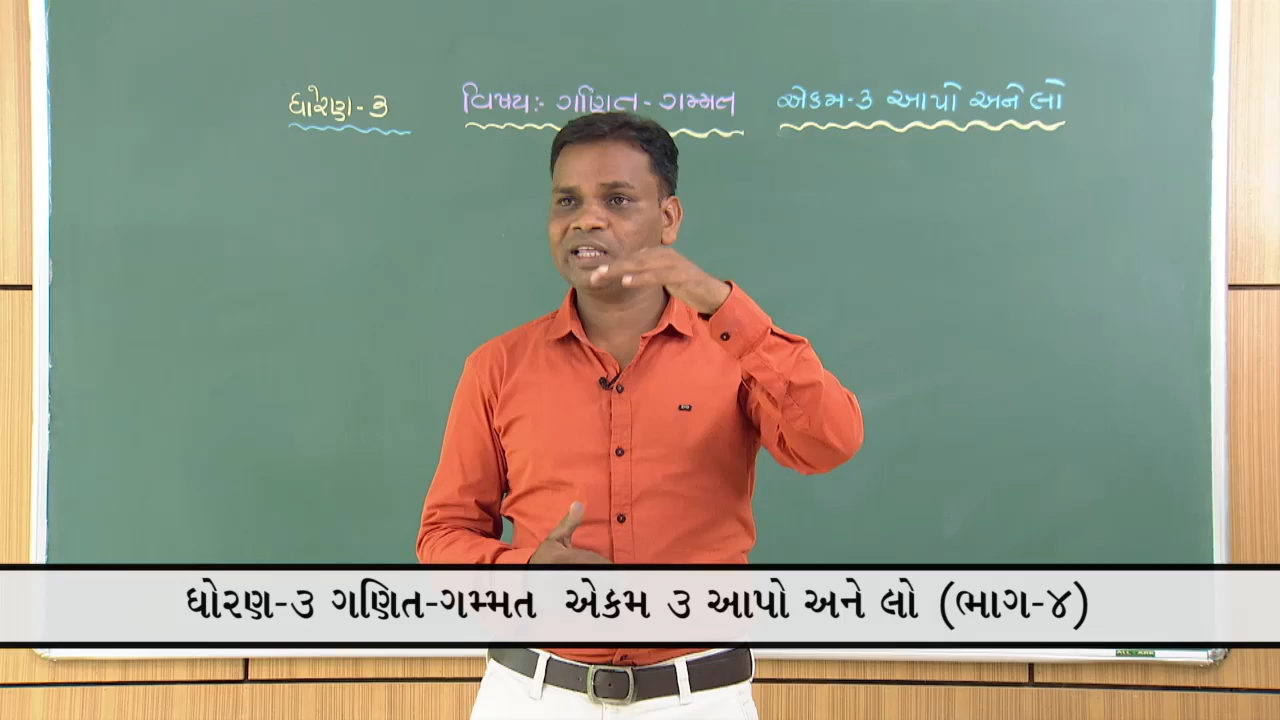 ધોરણ-૩ વિષય:- ગણિત-ગમ્મત એકમ-૩ આપો અને લો
ધોરણ-૩ ગણિત-ગમ્મત એકમ ૩ આપો અને લો (ભાગ-૪)